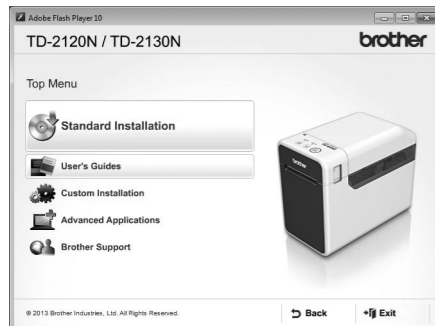 Adobe Flash Player 10
TD-2120N / TD-2130N
brother
Top Menu
Standard Installation
User's Guides
Custom Installation
Advanced Applications
Brother Support
brother
© 2013 Brother Industries, Ltd. All Rights Reserved.
Back
Exit